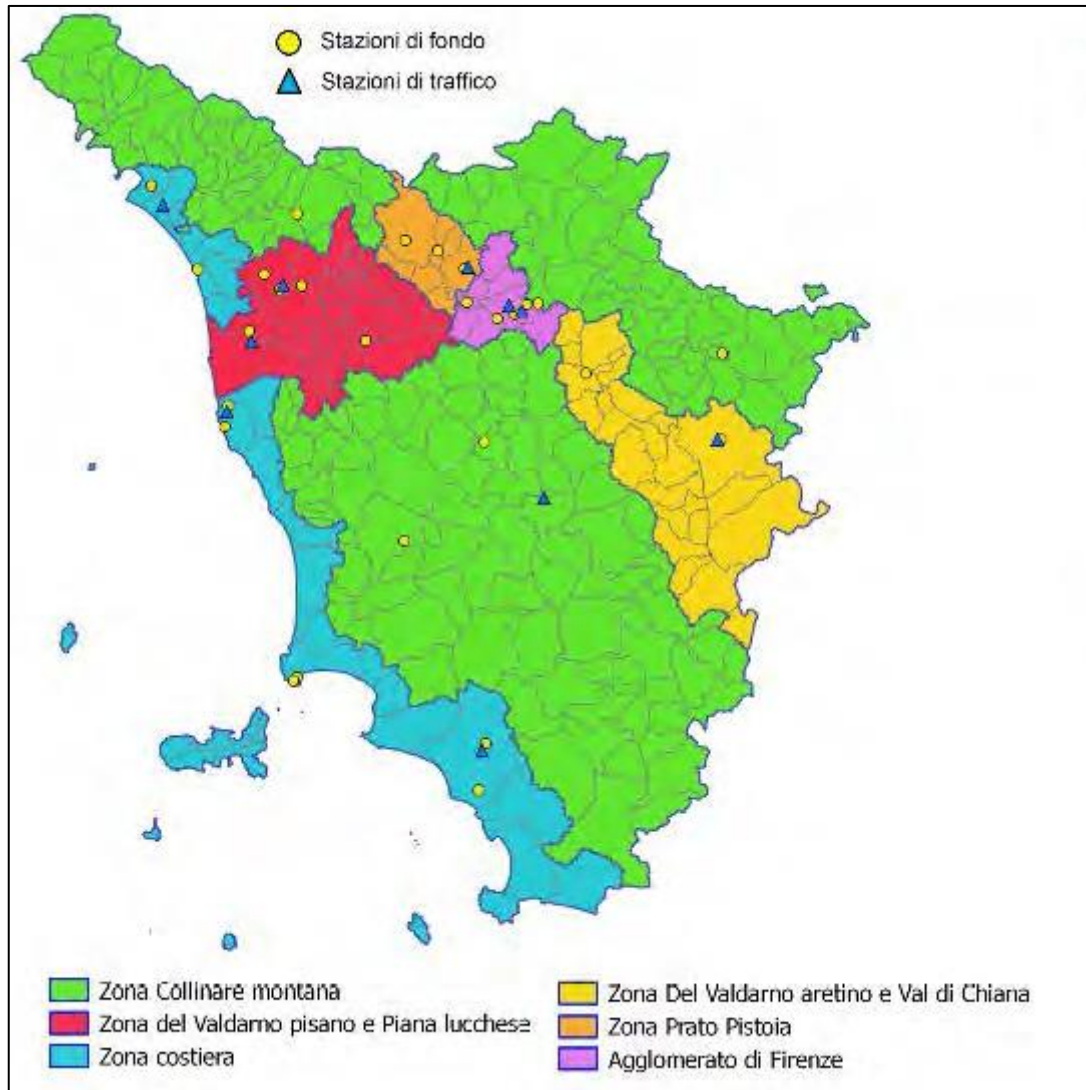 Stazioni di fondo
Stazioni di traffico
Zona Collinare montana
Zona del Valdarno pisano e Piana lucchese
Zona costiera
Zona Del Valdarno aretino e Val di Chiana
Zona Prato Pistoia
Agglomerato di Firenze